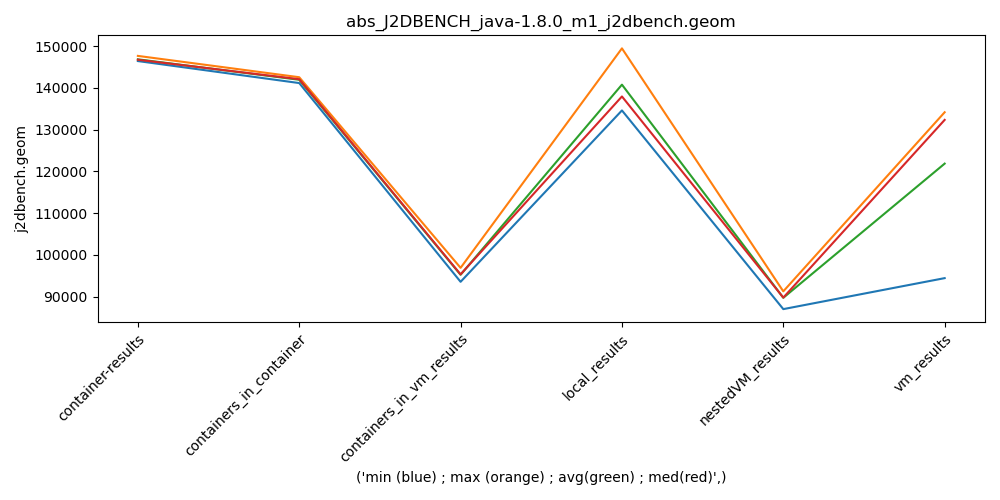 abs_J2DBENCH_java-1.8.0_m1_j2dbench.geom
j2dbench.geom
150000
140000
130000
120000
110000
100000
90000
container-results
containers_in_container
containers_in_vm_results
local_results
nestedVM_results
vm_results
('min (blue) ; max (orange) ; avg(green) ; med(red)',)